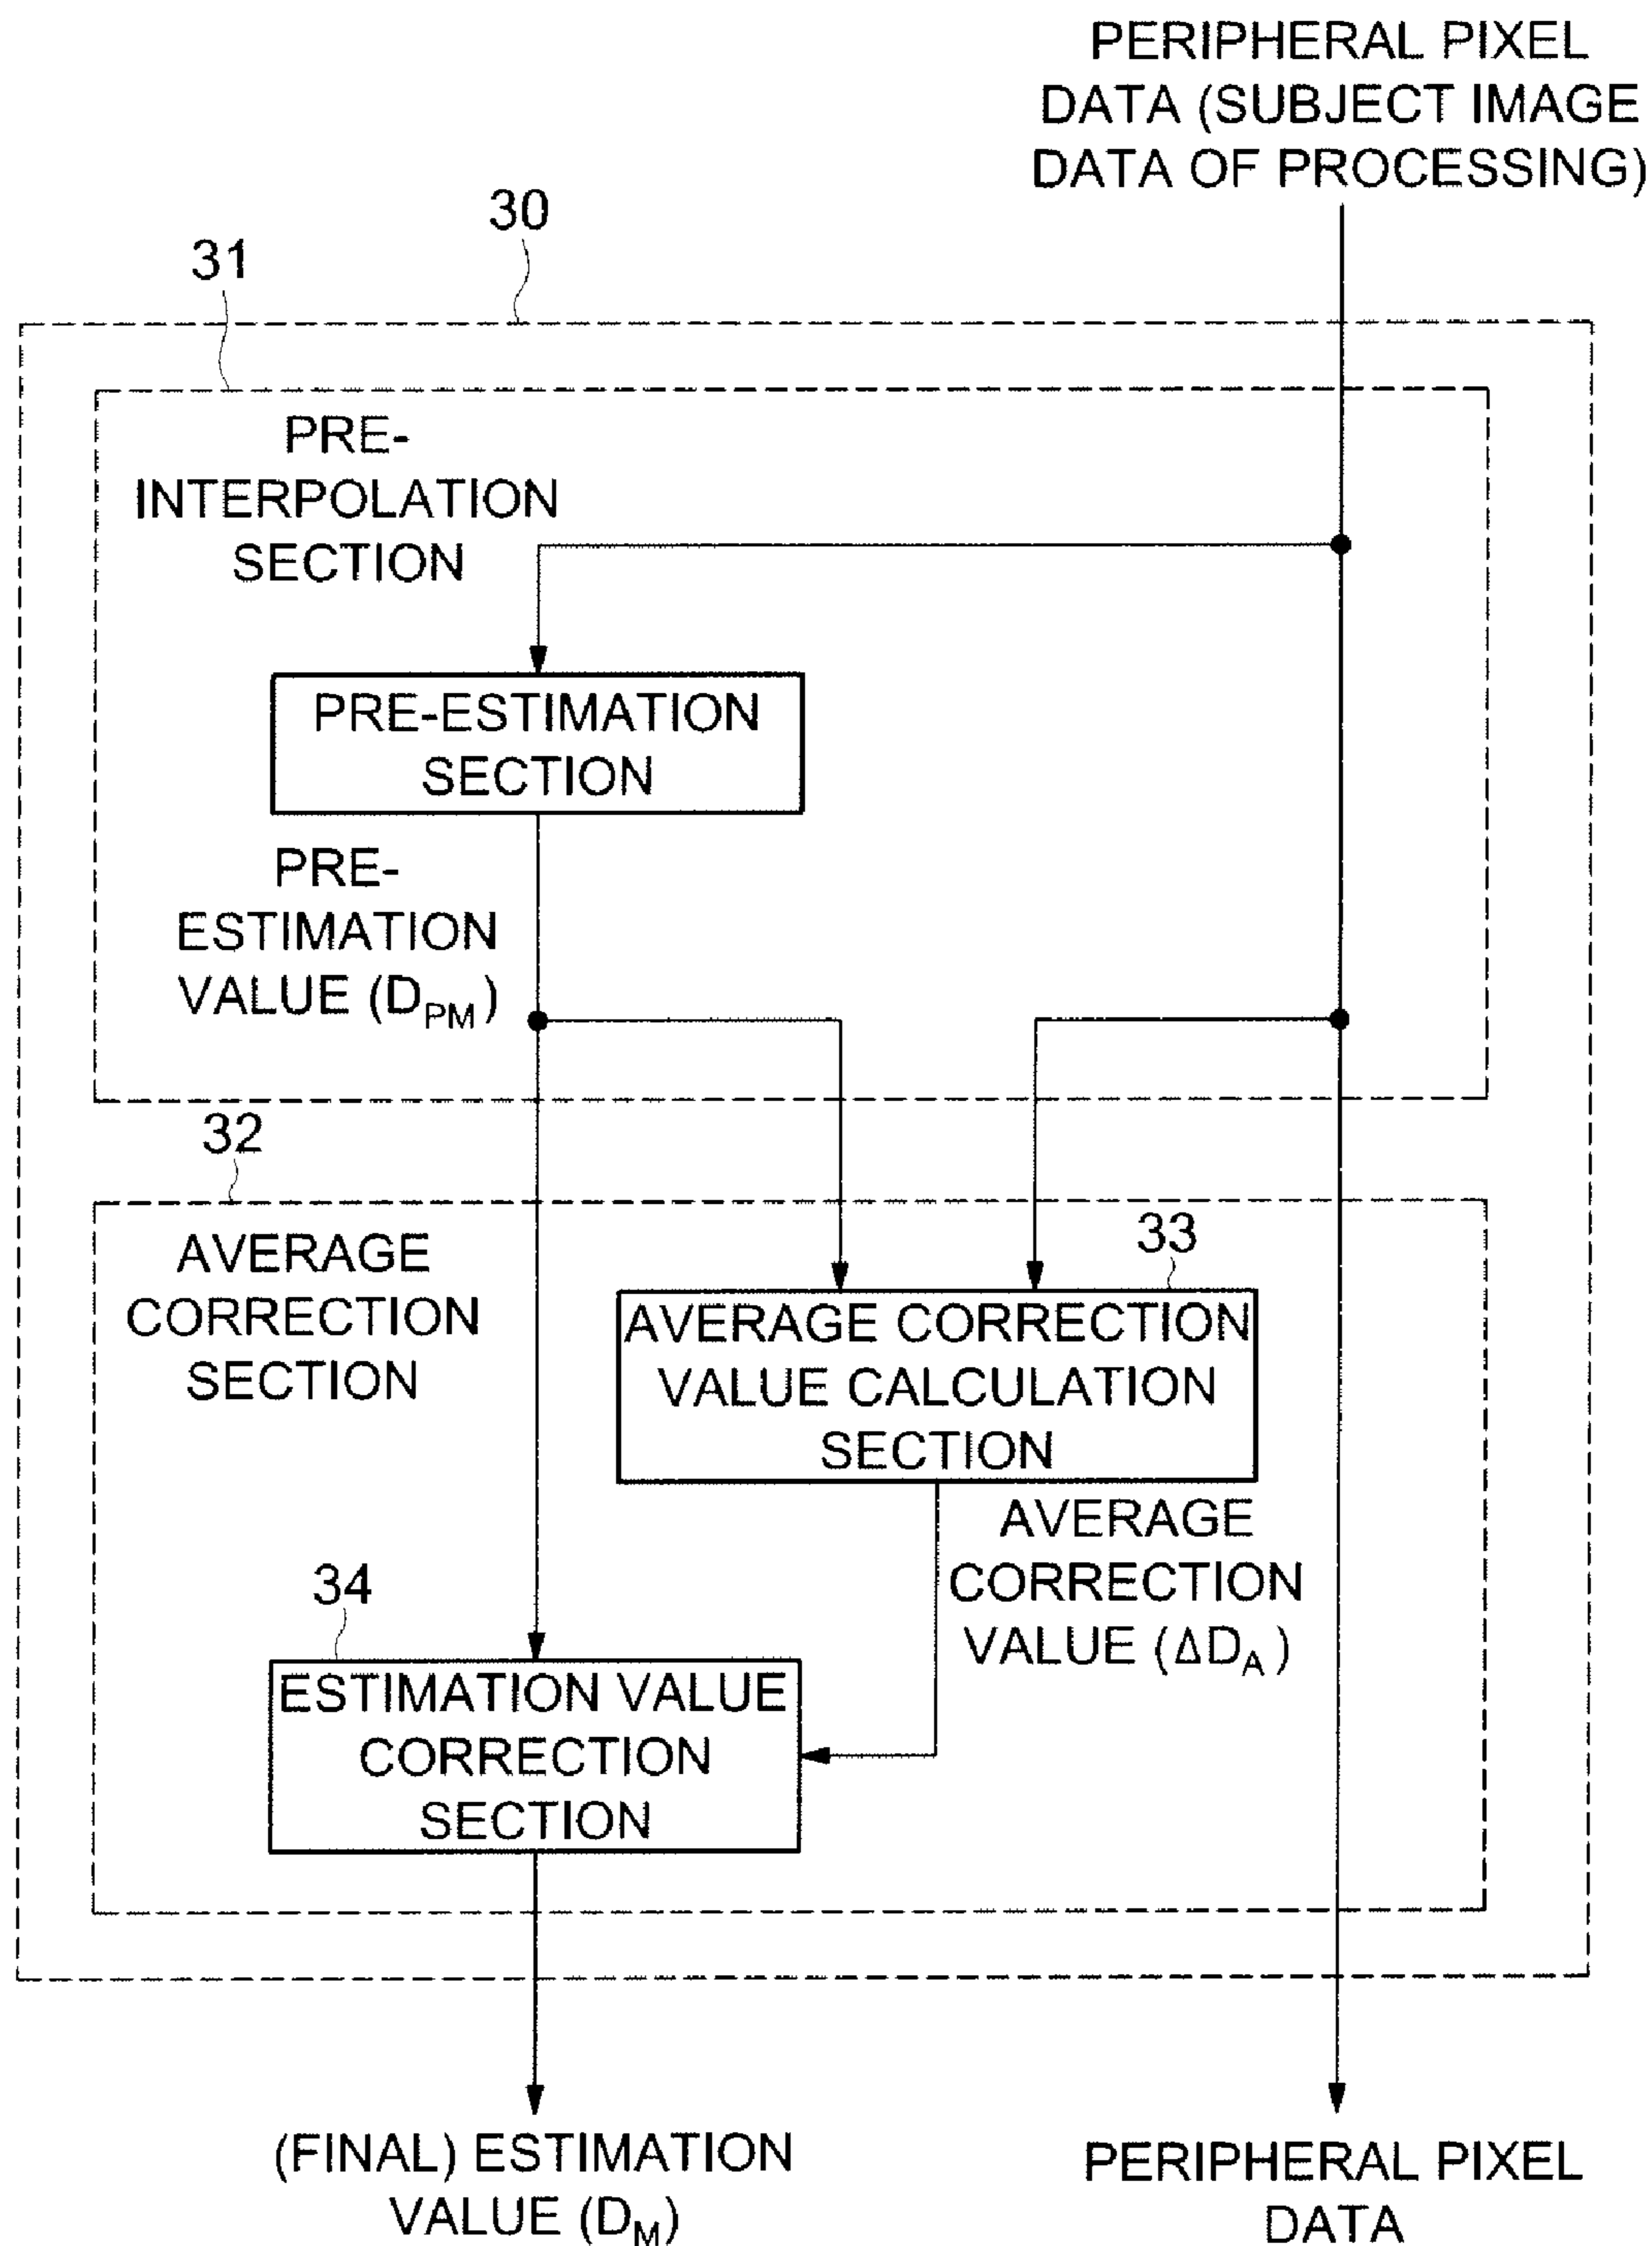 PERIPHERAL PIXEL
DATA (SUBJECT IMAGE
DATA OF PROCESSING)
30
31
PRE-
INTERPOLATION
SECTION
PRE-ESTIMATION
SECTION
PRE-
ESTIMATION
VALUE (DPM)
32
AVERAGE
CORRECTION
SECTION
33
AVERAGE CORRECTION
VALUE CALCULATION
SECTION
AVERAGE
CORRECTION
VALUE (ΔDA)
34
ESTIMATION VALUE
CORRECTION
SECTION
(FINAL) ESTIMATION
VALUE (DM)
PERIPHERAL PIXEL
DATA